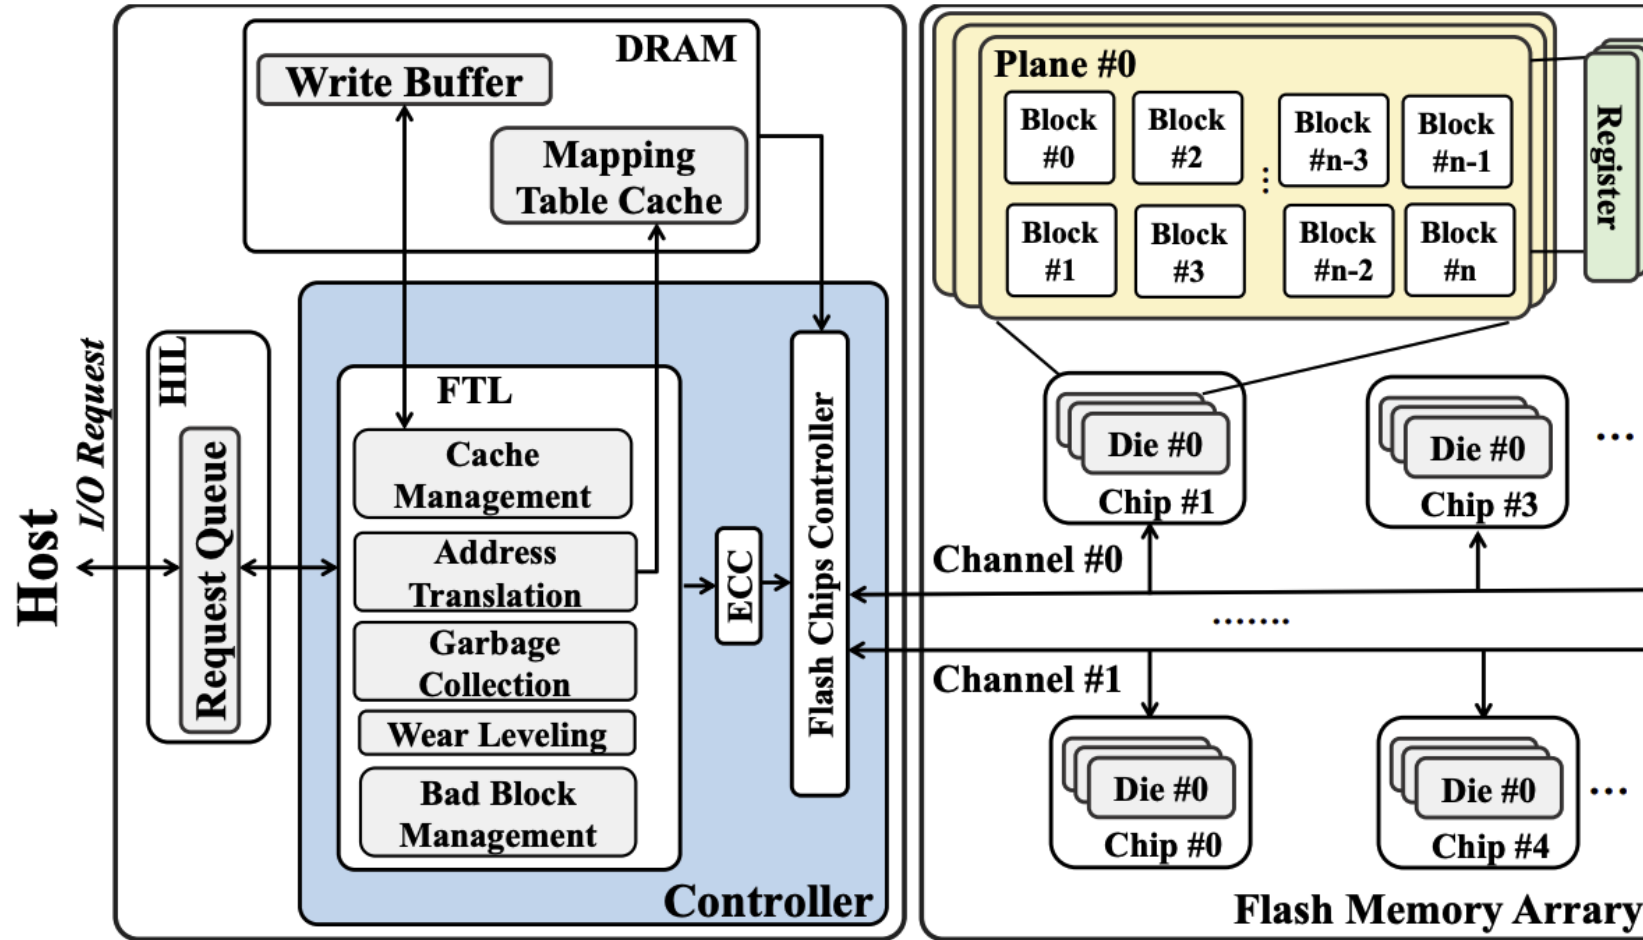 Host
I/O Request
HIL
Request Queue
DRAM
Write Buffer
Mapping
Table Cache
FTL
Cache
Management
Address
Translation
Garbage
Collection
Wear Leveling
Bad Block
Management
ECC
Flash Chips Controller
Controller
Plane #0
Block
#0
Block
#2
...
Block
#n-3
Block
#n-1
Block
#1
Block
#3
Block
#n-2
Block
#n
Register
Die #0
Chip #1
Die #0
Chip #3
...
Channel #0
.......
Channel #1
Die #0
Chip #0
Die #0
Chip #4
...
Flash Memory Arrary